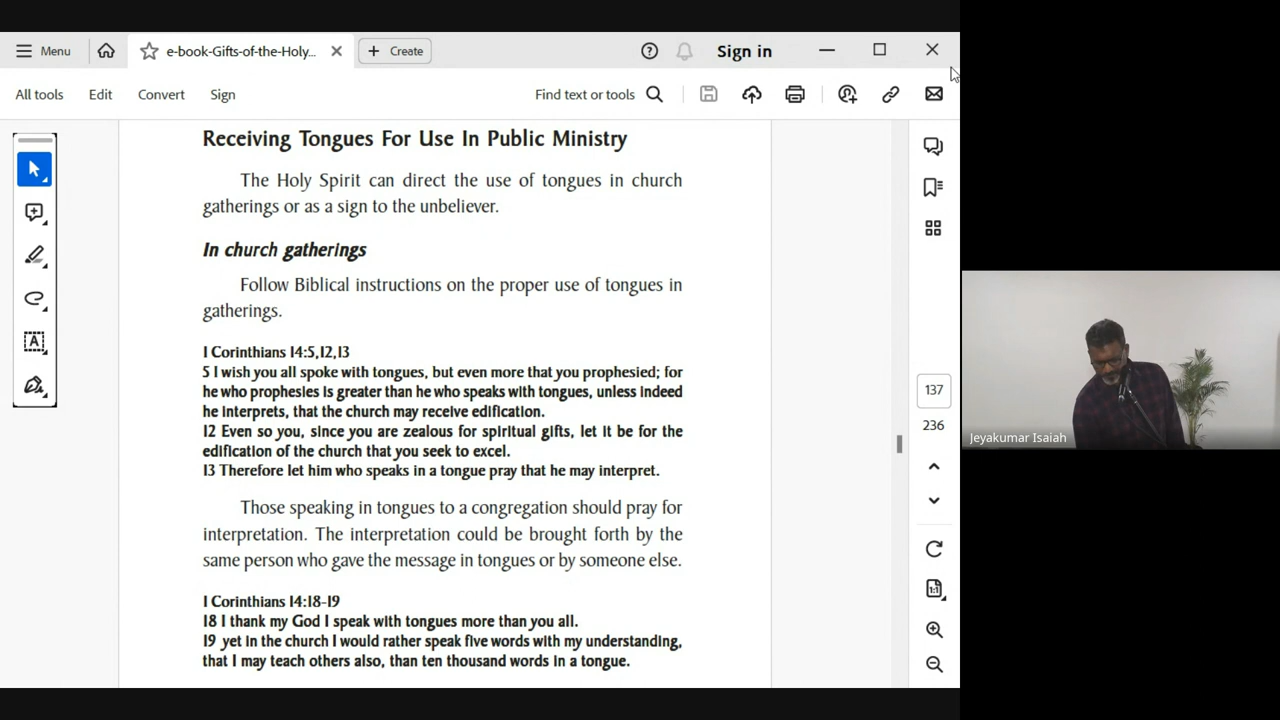 Menu
e-book-Gifts-of-the-Holy...
Create
Sign in
All tools
Edit
Convert
Sign
Find text or tools
Receiving Tongues For Use In Public Ministry
The Holy Spirit can direct the use of tongues in church
gatherings or as a sign to the unbeliever.
In church gatherings
Follow Biblical instructions on the proper use of tongues in
gatherings.
1 Corinthians 14:5,12,13
5 I wish you all spoke with tongues, but even more that you prophesied; for
he who prophesies is greater than he who speaks with tongues, unless indeed
he interprets, that the church may receive edification.
12 Even so you, since you are zealous for spiritual gifts, let it be for the
edification of the church that you seek to excel.
13 Therefore let him who speaks in a tongue pray that he may interpret.
Those speaking in tongues to a congregation should pray for
interpretation. The interpretation could be brought forth by the
same person who gave the message in tongues or by someone else.
1 Corinthians 14:18-19
18 I thank my God I speak with tongues more than you all.
19 yet in the church I would rather speak five words with my understanding,
that I may teach others also, than ten thousand words in a tongue.
137
236
1:1
Jeyakumar Isaiah